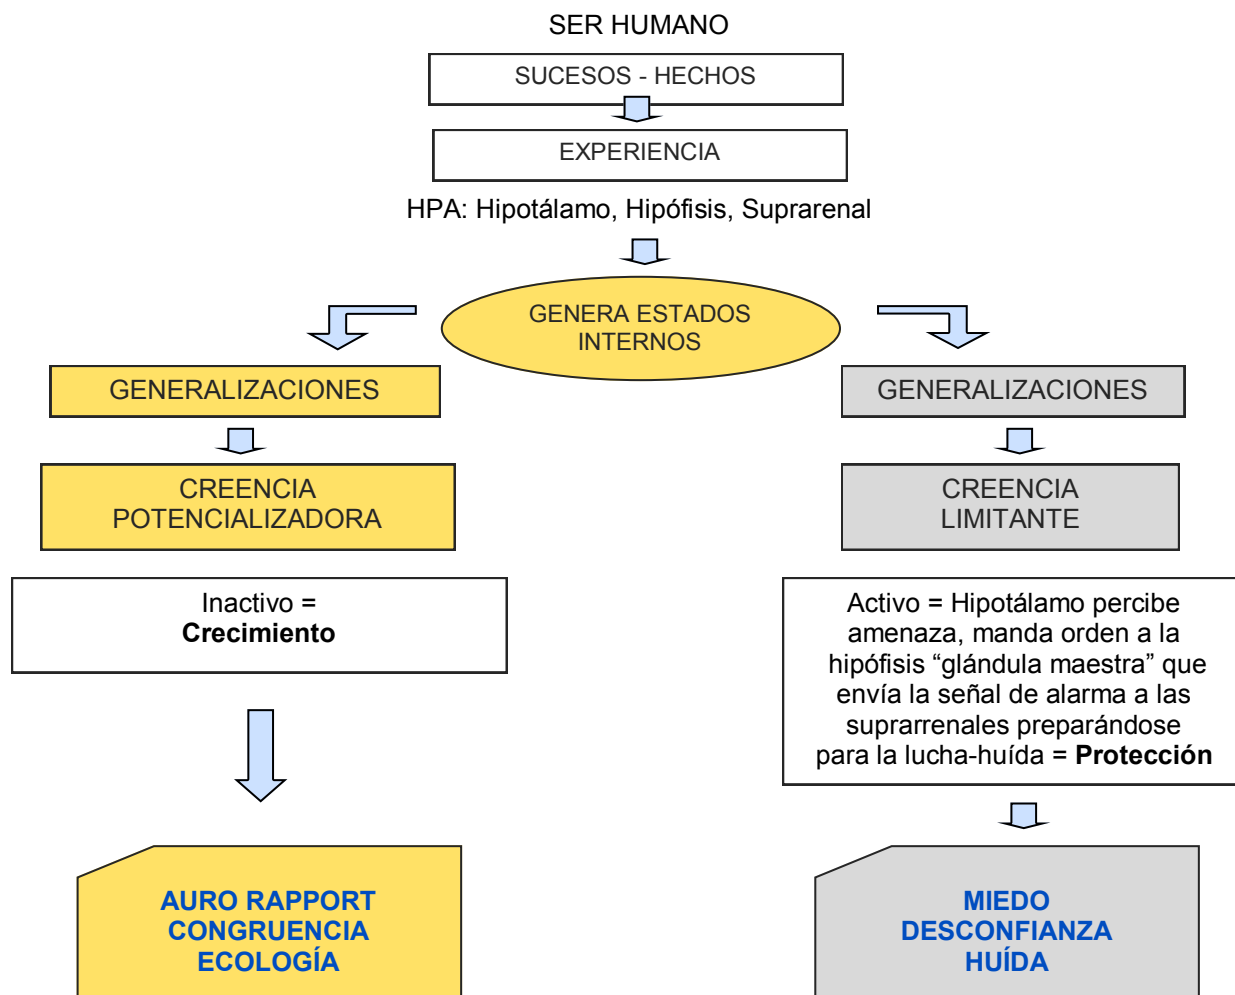 SER HUMANO
SUCESOS - HECHOS
EXPERIENCIA
HPA: Hipotálamo, Hipófisis, Suprarenal
GENERA ESTADOS
INTERNOS
GENERALIZACIONES
CREENCIA
POTENCIALIZADORA
Inactivo =
Crecimiento
AURO RAPPORT
CONGRUENCIA
ECOLOGÍA
GENERALIZACIONES
CREENCIA
LIMITANTE
Activo = Hipotálamo percibe
amenaza, manda orden a la
hipófisis “glándula maestra” que
envía la señal de alarma a las
suprarrenales preparándose
para la lucha-huída = Protección
MIEDO
DESCONFIANZA
HUÍDA